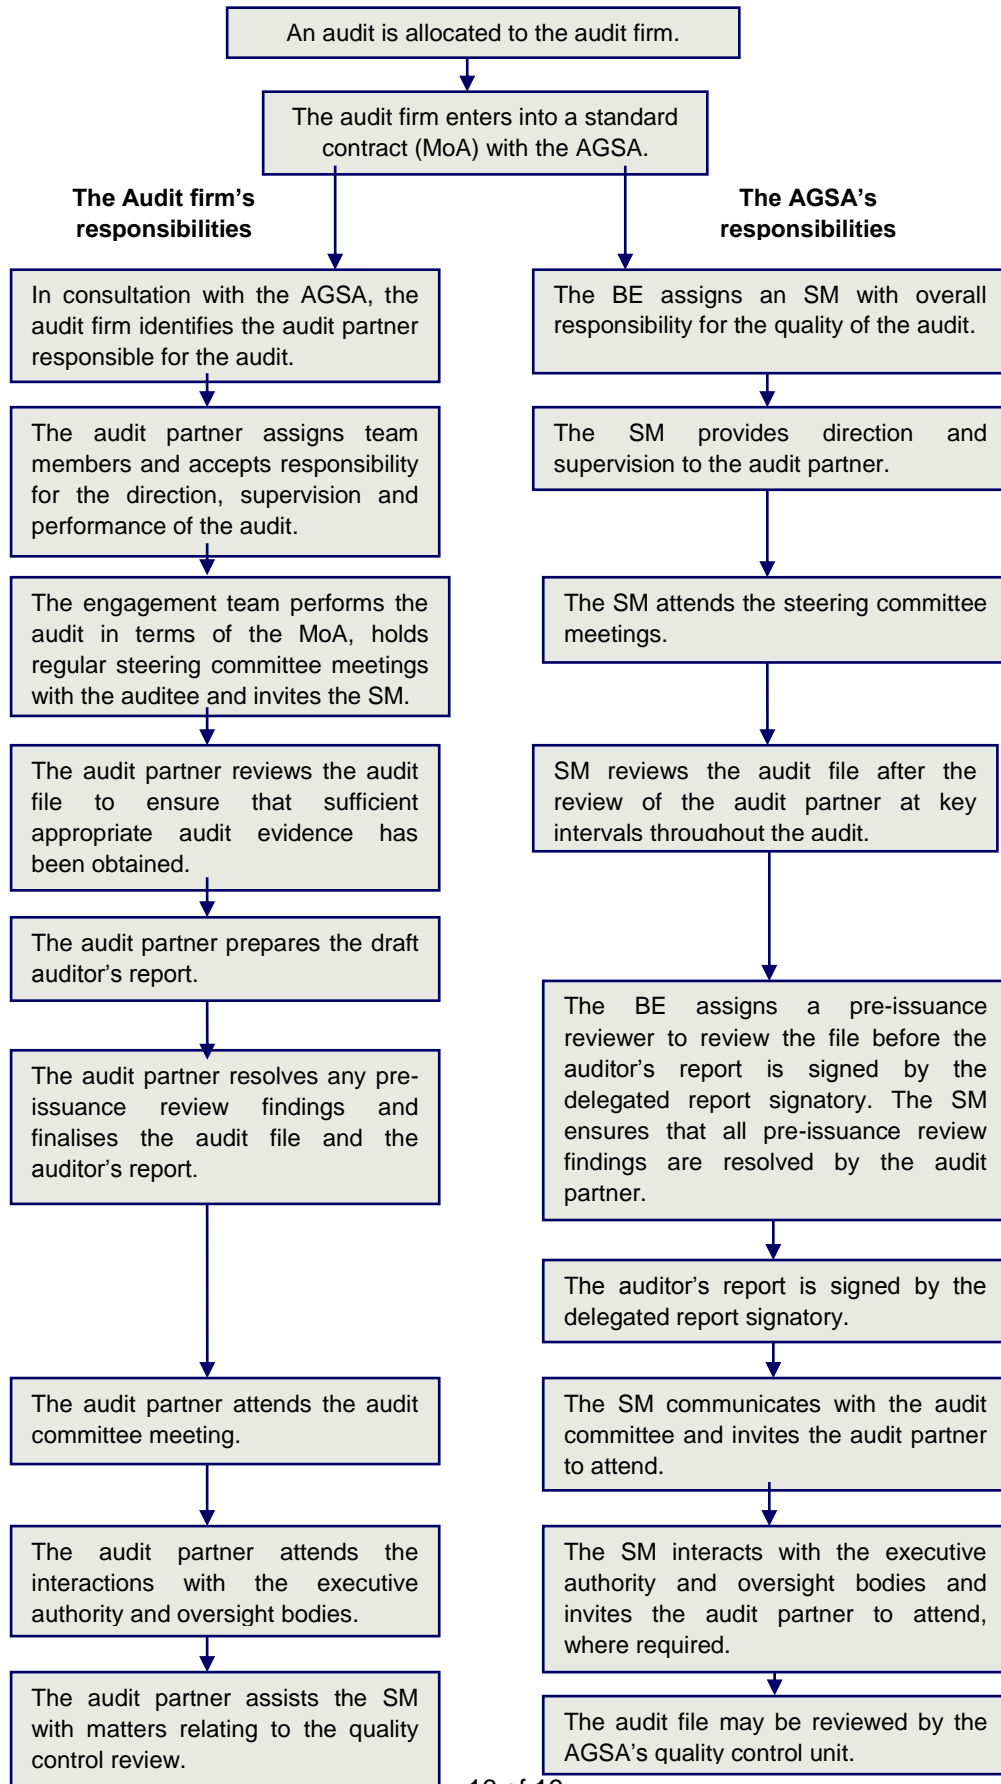 An audit is allocated to the audit firm.
The audit firm enters into a standard
contract (MoA) with the AGSA.
The Audit firm's
responsibilities
The AGSA's
responsibilities
In consultation with the AGSA, the
audit firm identifies the audit partner
responsible for the audit.
The BE assigns an SM with overall
responsibility for the quality of the audit.
The audit partner assigns team
members and accepts responsibility
for the direction, supervision and
performance of the audit.
The SM provides direction and
supervision to the audit partner.
The engagement team performs the
audit in terms of the MoA, holds
regular steering committee meetings
with the auditee and invites the SM.
The SM attends the steering committee
meetings.
The audit partner reviews the audit
file to ensure that sufficient
appropriate audit evidence has
been obtained.
SM reviews the audit file after the
review of the audit partner at key
intervals throughout the audit.
The audit partner prepares the draft
auditor's report.
The BE assigns a pre-issuance
reviewer to review the file before the
auditor's report is signed by the
delegated report signatory. The SM
ensures that all pre-issuance review
findings are resolved by the audit
partner.
The audit partner resolves any pre-
issuance review findings and
finalises the audit file and the
auditor's report.
The auditor's report is signed by the
delegated report signatory.
The audit partner attends the audit
committee meeting.
The SM communicates with the audit
committee and invites the audit partner
to attend.
The audit partner attends the
interactions with the executive
authority and oversight bodies.
The SM interacts with the executive
authority and oversight bodies and
invites the audit partner to attend,
where required.
The audit partner assists the SM
with matters relating to the quality
control review.
The audit file may be reviewed by the
AGSA's quality control unit.